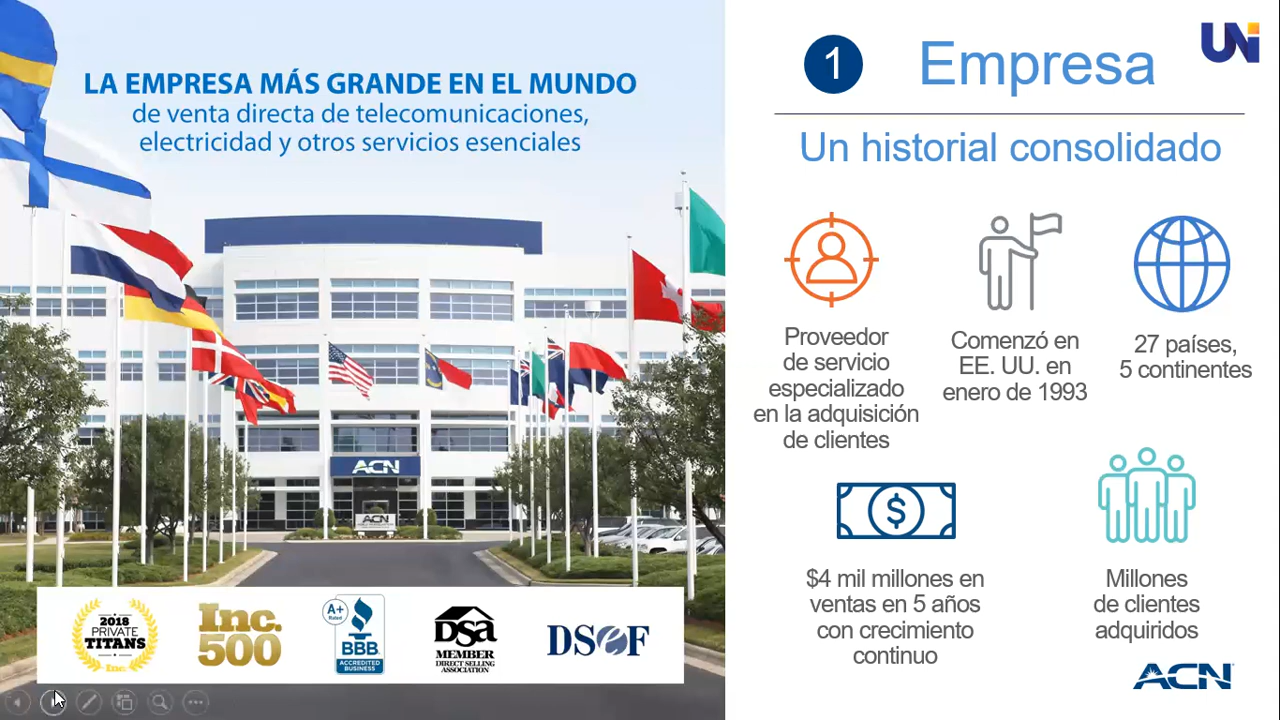 LA EMPRESA MÁS GRANDE EN EL MUNDO
de venta directa de telecomunicaciones,
electricidad y otros servicios esenciales
ACN
ACN
2018
PRIVATE
TITANS
Inc.
Inc.
500
A+
Rated
BBB
ACCREDITED
BUSINESS
DSA
MEMBER
DIRECT SELLING
ASSOCIATION
DSEF
UNi
1
Empresa
Un historial consolidado
Proveedor
de servicio
especializado
en la adquisición
de clientes
Comenzó en
EE. UU. en
enero de 1993
27 países,
5 continentes
$
$4 mil millones en
ventas en 5 años
con crecimiento
continuo
Millones
de clientes
adquiridos
ACN